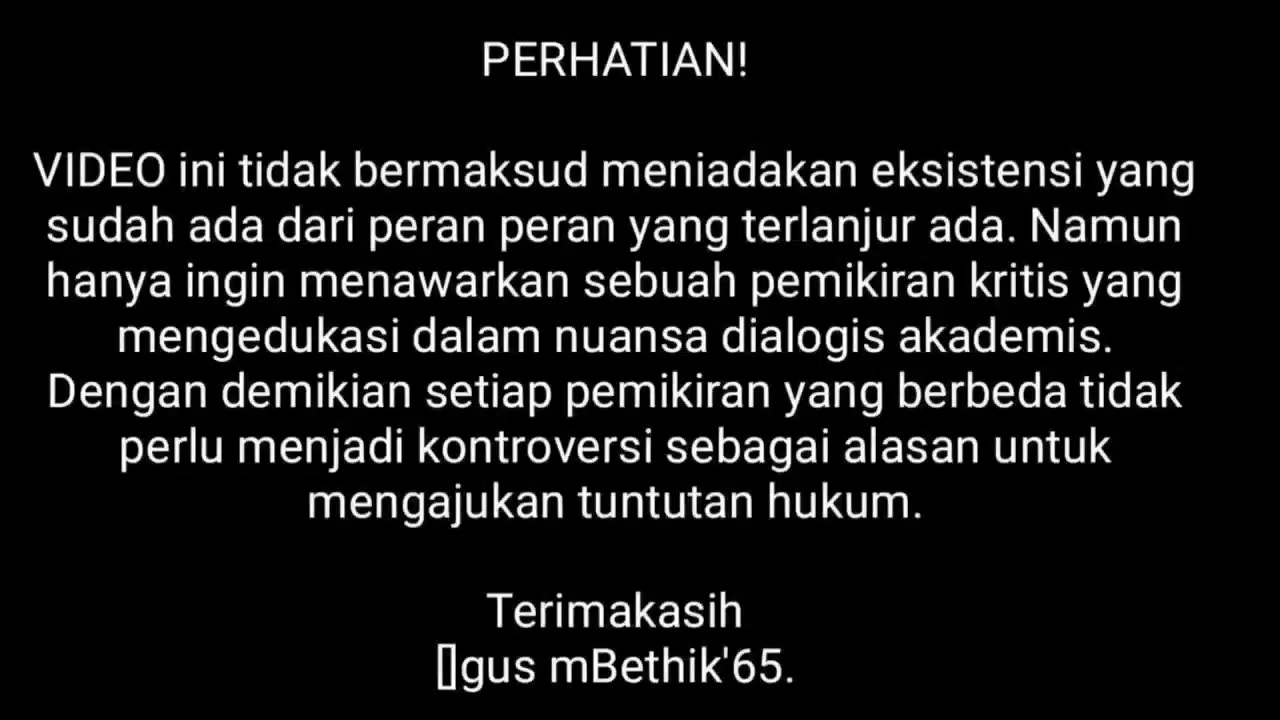 PERHATIAN!
VIDEO ini tidak bermaksud meniadakan eksistensi yang
sudah ada dari peran peran yang terlanjur ada. Namun
hanya ingin menawarkan sebuah pemikiran kritis yang
mengedukasi dalam nuansa dialogis akademis.
Dengan demikian setiap pemikiran yang berbeda tidak
perlu menjadi kontroversi sebagai alasan untuk
mengajukan tuntutan hukum.
Terimakasih
[]gus mBethik'65.